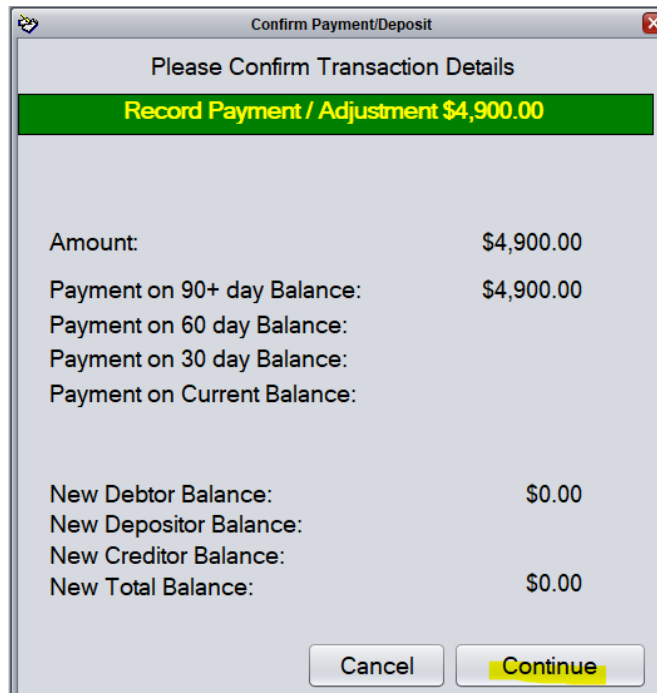 Confirm Payment/Deposit
Please Confirm Transaction Details
Record Payment / Adjustment $4,900.00
Amount: $4,900.00
Payment on 90+ day Balance: $4,900.00
Payment on 60 day Balance:
Payment on 30 day Balance:
Payment on Current Balance:
New Debtor Balance: $0.00
New Depositor Balance:
New Creditor Balance:
New Total Balance: $0.00
Cancel Continue